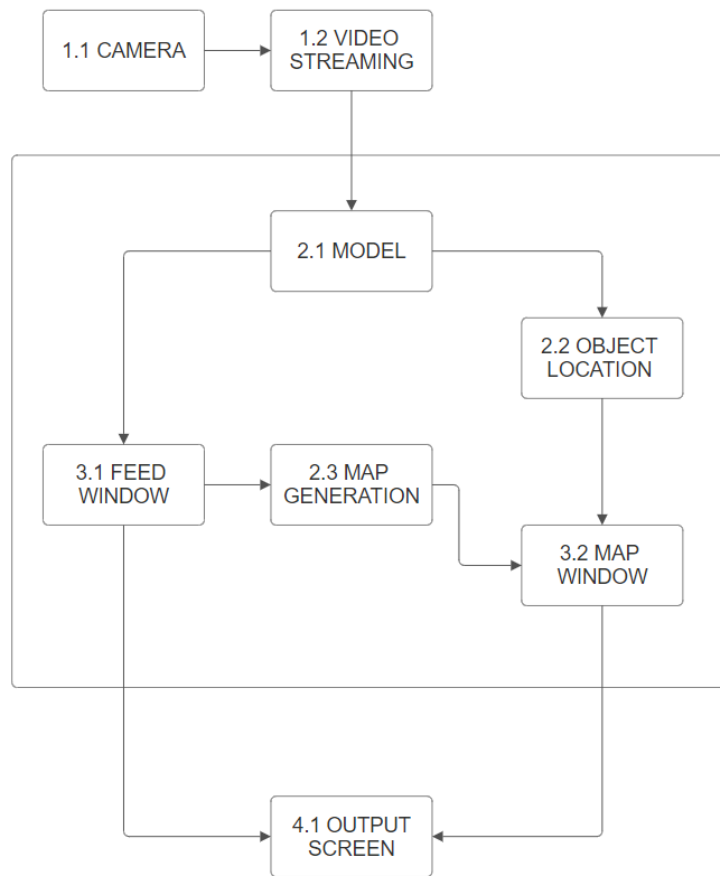 1.1 CAMERA
1.2 VIDEO
STREAMING
2.1 MODEL
2.2 OBJECT
LOCATION
3.1 FEED
WINDOW
2.3 MAP
GENERATION
3.2 MAP
WINDOW
4.1 OUTPUT
SCREEN